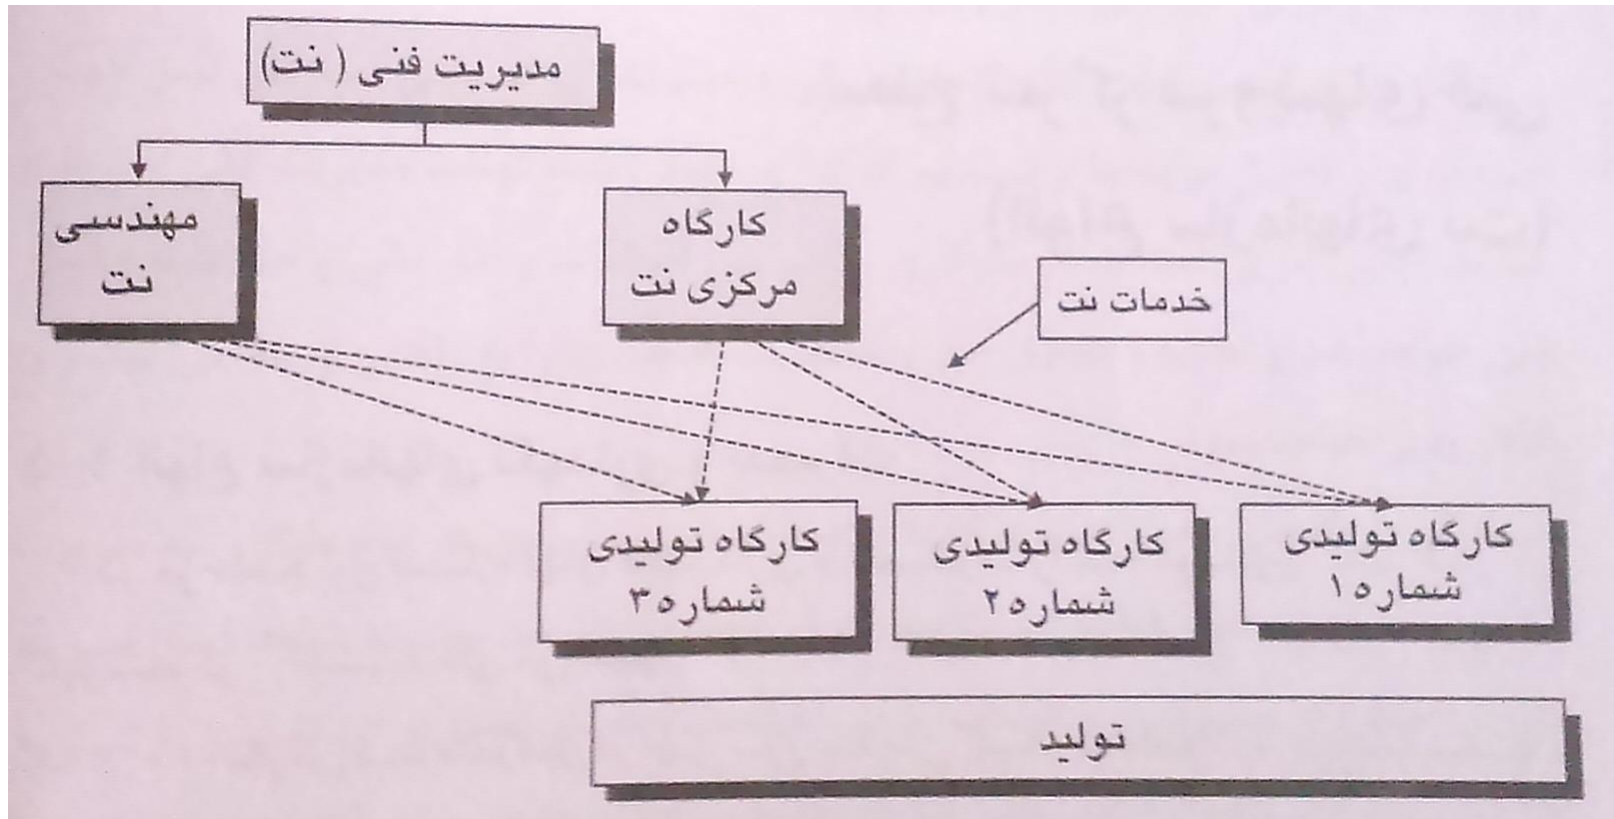 مدیریت فنی (نت)
کارگاه
مرکزی نت
مهندسی
نت
خدمات نت
کارگاه تولیدی
شماره ۱
کارگاه تولیدی
شماره ۲
کارگاه تولیدی
شماره ۳
تولید